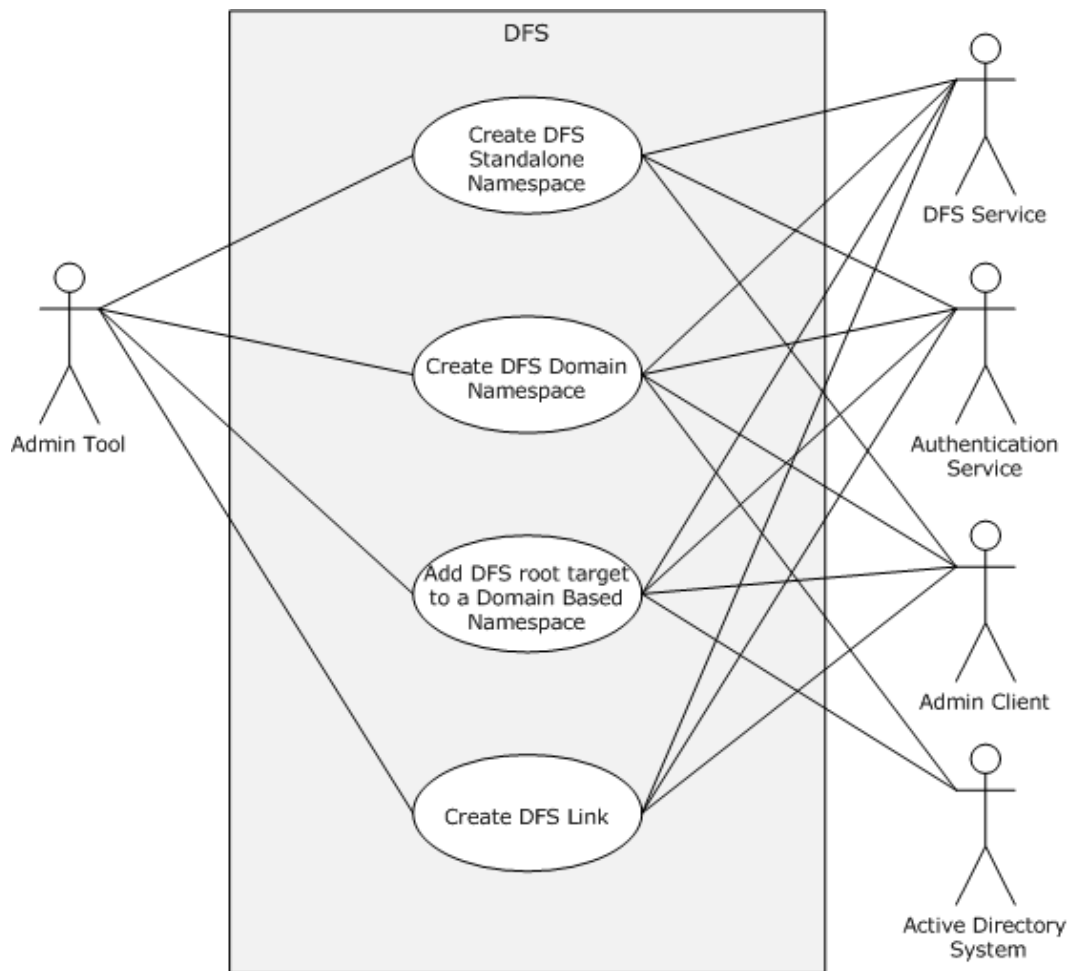 DFS
Create DFS
Standalone
Namespace
DFS Service
Admin Tool
Create DFS Domain
Namespace
Authentication
Service
Add DFS root target
to a Domain Based
Namespace
Admin Client
Create DFS Link
Active Directory
System